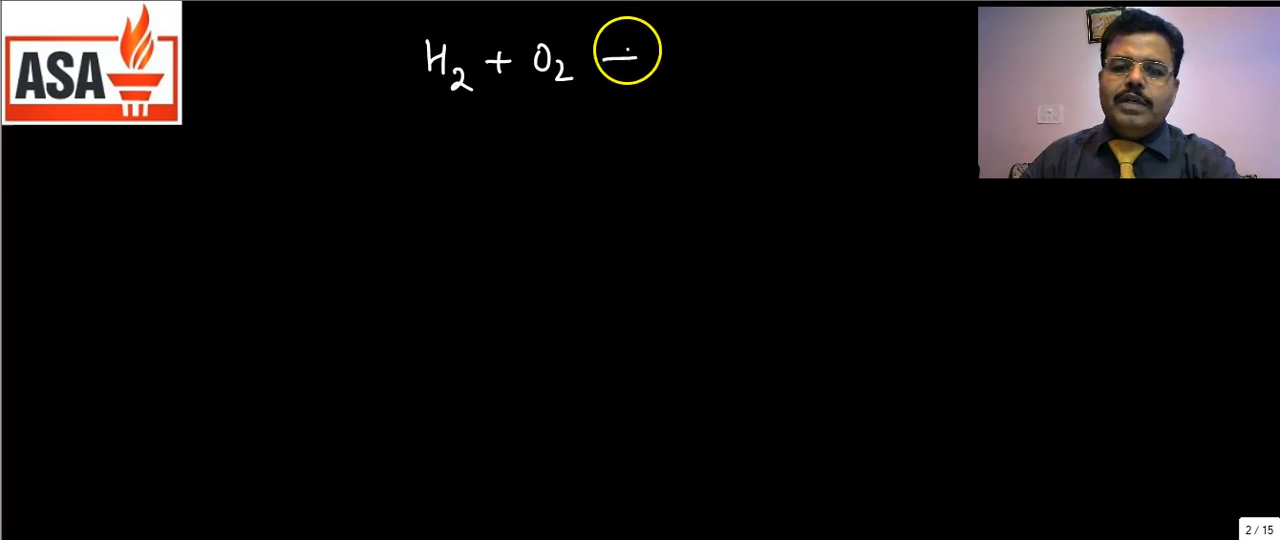 ASA
H₂ + O₂ —
2 / 15